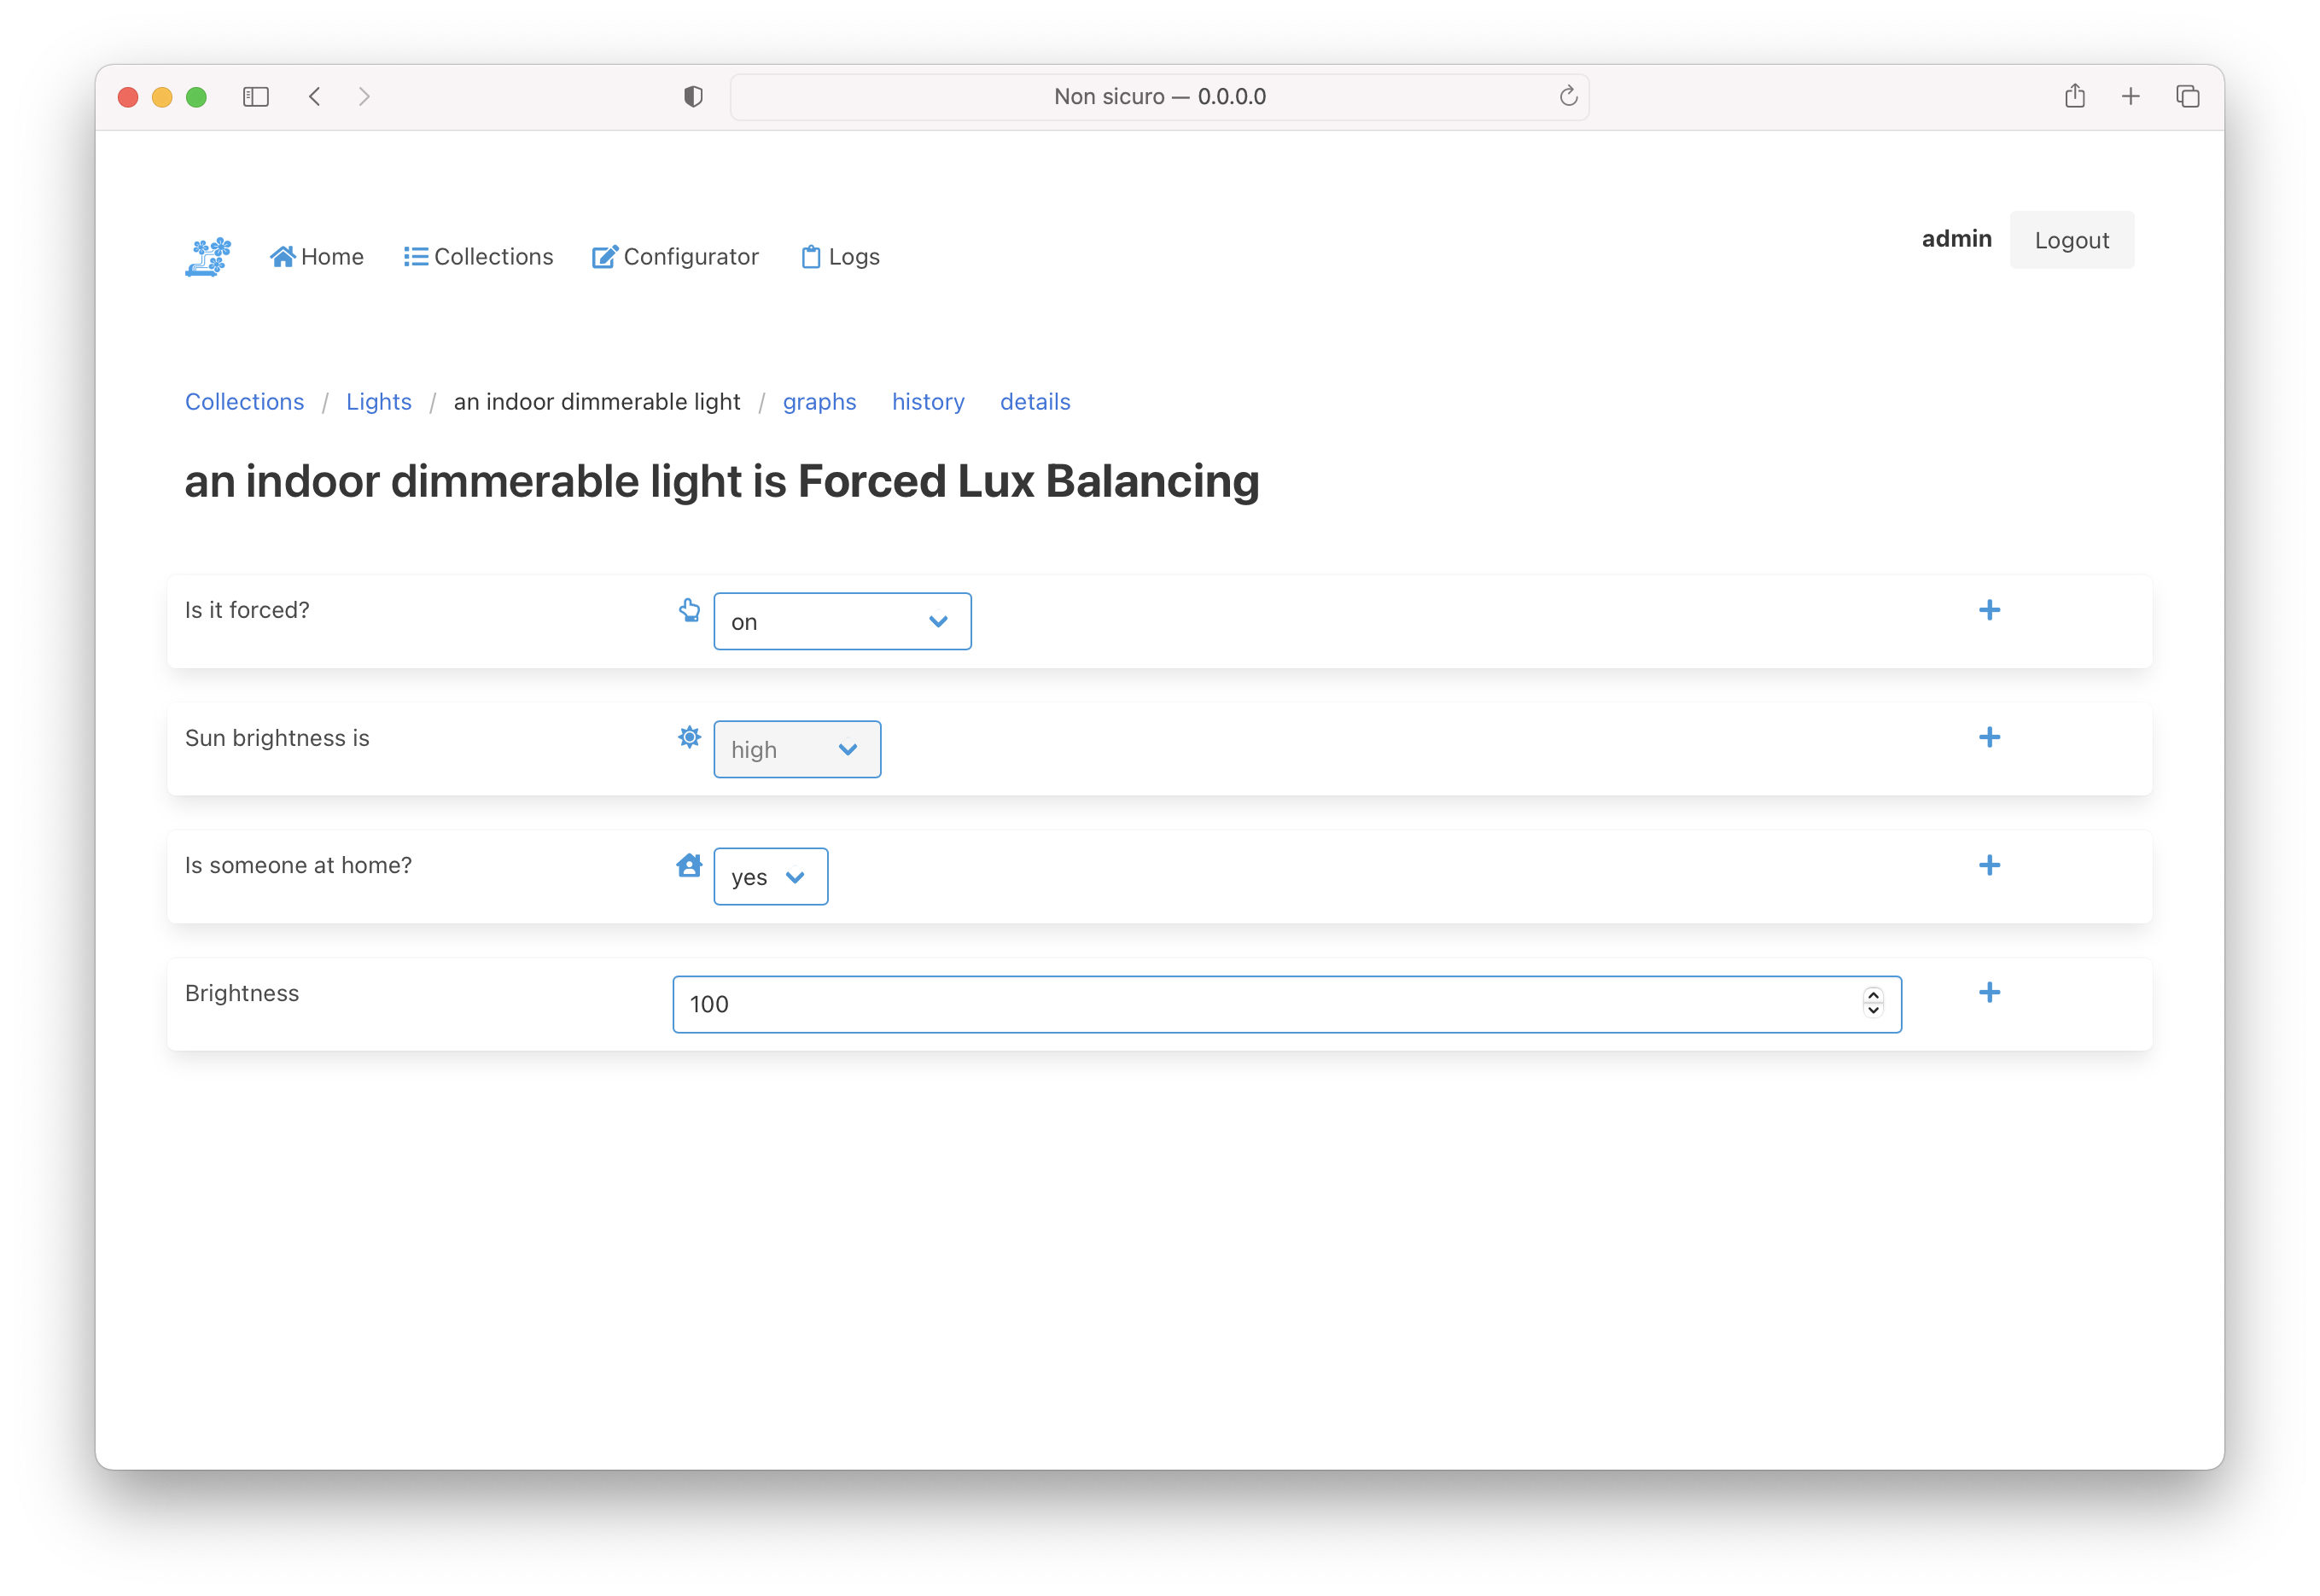 Non sicuro — 0.0.0.0
Home Collections Configurator Logs admin Logout
Collections / Lights / an indoor dimmerable light / graphs history details
an indoor dimmerable light is Forced Lux Balancing
Is it forced? on
Sun brightness is high
Is someone at home? yes
Brightness 100